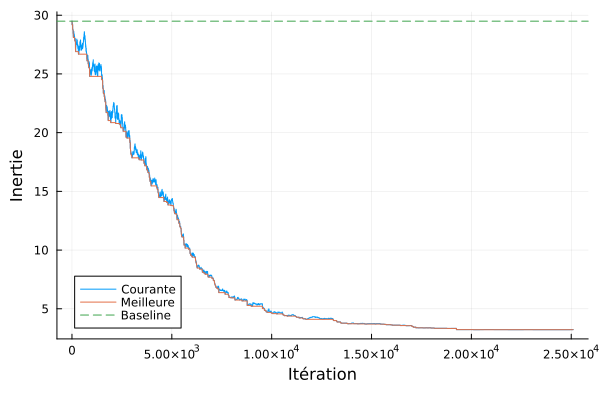 30
25
20
15
10
5
Inertie
Courante
Meilleure
Baseline
0
5.00×10³
1.00×10⁴
1.50×10⁴
2.00×10⁴
2.50×10⁴
Itération